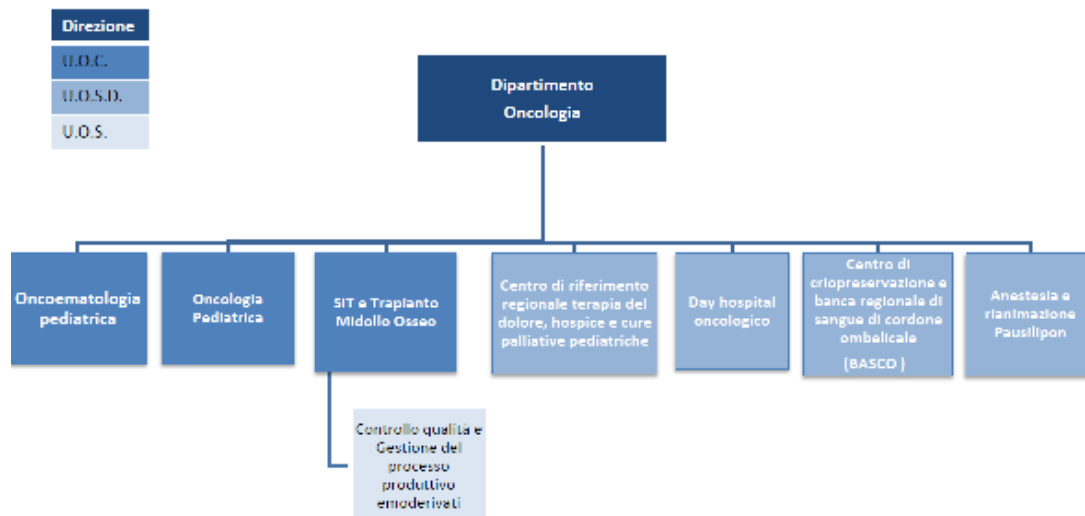 Direzione
U.O.C.
U.O.S.D.
U.O.S.
Dipartimento
Oncologia
Oncoematologia
pediatrica
Oncologia
Pediatrica
SIT e Trapianto
Midollo Osseo
Centro di riferimento
regionale terapia del
dolore, hospice e cure
palliative pediatriche
Day hospital
oncologico
Centro di
criopreservazione e
banca regionale di
sangue di cordone
ombelicale
(BASCO )
Anestesia e
rianimazione
Pausilipon
Controllo qualità e
Gestione del
processo
produttivo
emoderivati